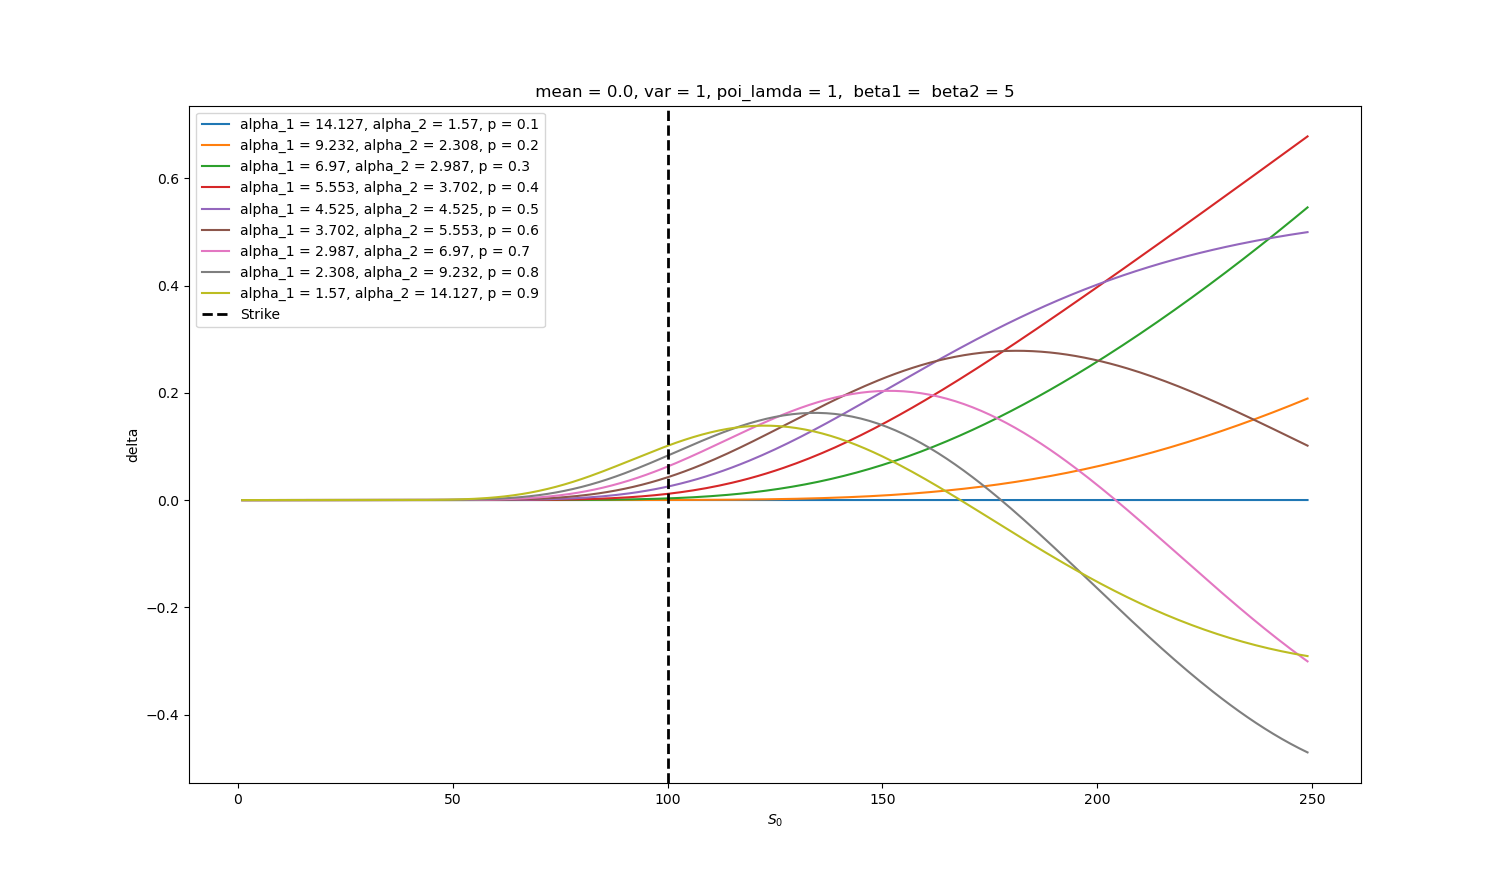 mean = 0.0, var = 1, poi_lamda = 1,  beta1 =  beta2 = 5
alpha_1 = 14.127, alpha_2 = 1.57, p = 0.1
alpha_1 = 9.232, alpha_2 = 2.308, p = 0.2
alpha_1 = 6.97, alpha_2 = 2.987, p = 0.3
alpha_1 = 5.553, alpha_2 = 3.702, p = 0.4
alpha_1 = 4.525, alpha_2 = 4.525, p = 0.5
alpha_1 = 3.702, alpha_2 = 5.553, p = 0.6
alpha_1 = 2.987, alpha_2 = 6.97, p = 0.7
alpha_1 = 2.308, alpha_2 = 9.232, p = 0.8
alpha_1 = 1.57, alpha_2 = 14.127, p = 0.9
Strike
0.6
0.4
0.2
0.0
−0.2
−0.4
delta
0 50 100 150 200 250
S_0